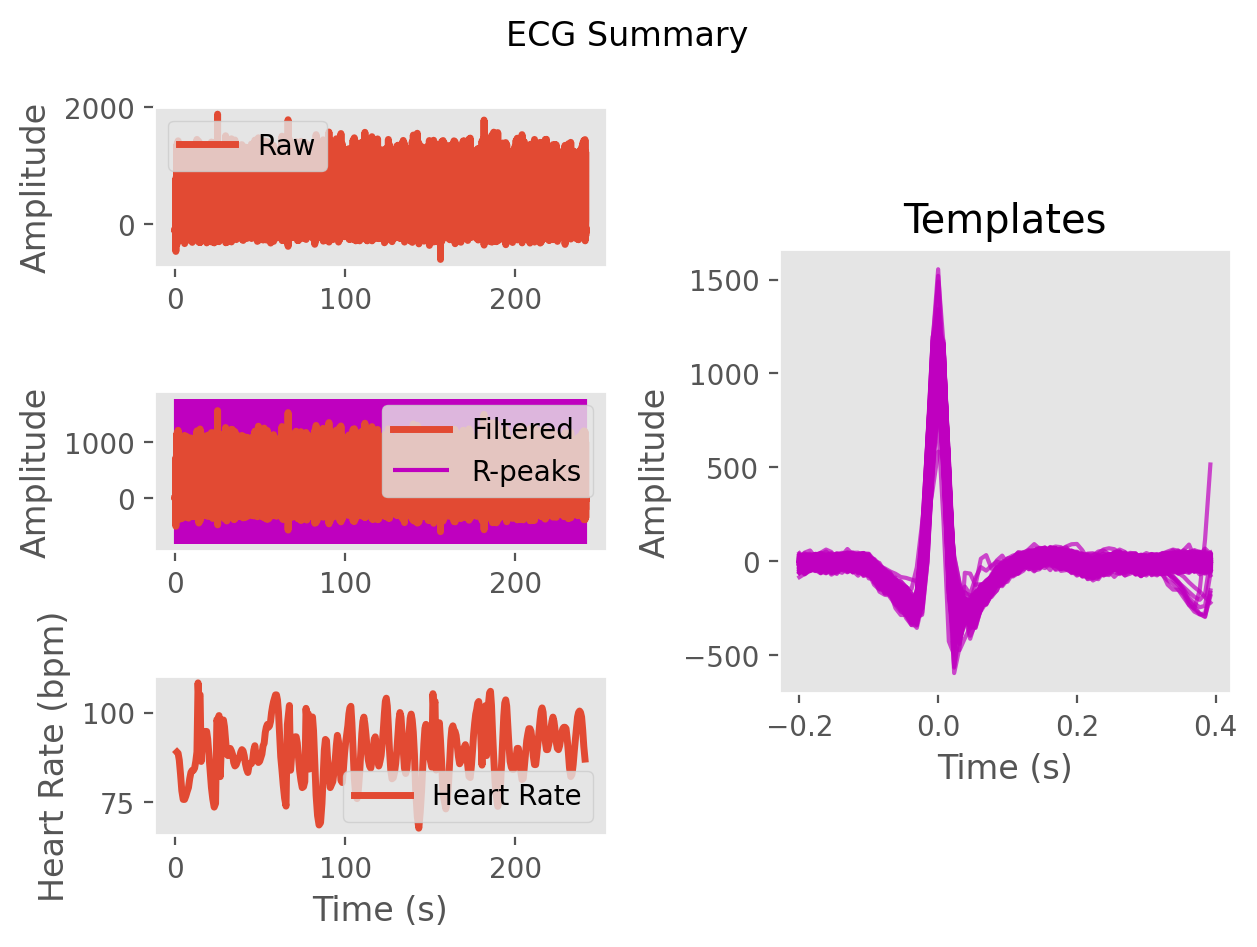 ECG Summary
Amplitude
2000
0
Raw
0
100
200
Amplitude
1000
0
Filtered
R-peaks
0
100
200
Heart Rate (bpm)
100
75
Heart Rate
0
100
200
Time (s)
Templates
Amplitude
1500
1000
500
0
−500
−0.2
0.0
0.2
0.4
Time (s)